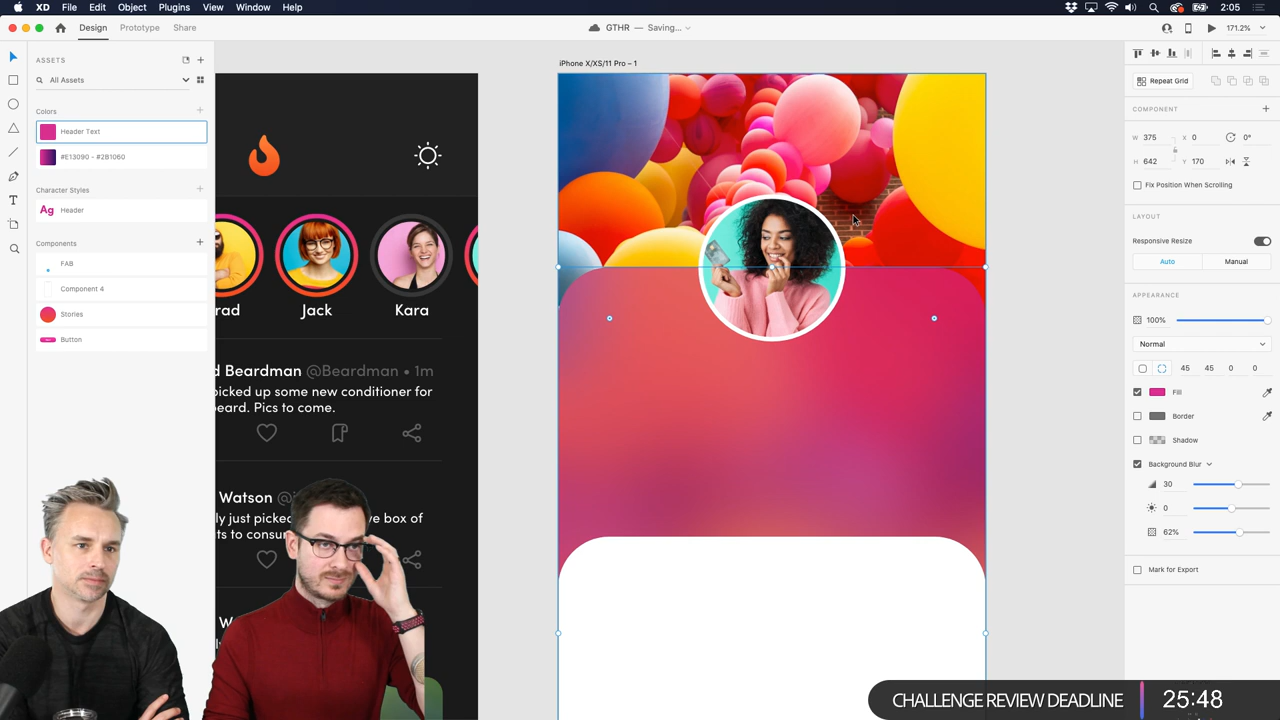 XD File Edit Object Plugins View Window Help
2:05
Design Prototype Share
GTHR — Saving...
171.2%
ASSETS
All Assets
Colors
Header Text
#E13090 - #2B1060
Character Styles
Ag Header
Components
FAB
Component 4
Stories
Button
rad Jack Kara
d Beardman @Beardman • 1m
picked up some new conditioner for
beard. Pics to come.
Watson
ly just picked ve box of
ts to consu
iPhone X/XS/11 Pro – 1
Repeat Grid
COMPONENT
W 375 X 0 0°
H 642 Y 170
Fix Position When Scrolling
LAYOUT
Responsive Resize
Auto Manual
APPEARANCE
100%
Normal
45 45 0 0
Fill
Border
Shadow
Background Blur
30
0
62%
Mark for Export
CHALLENGE REVIEW DEADLINE 25:48